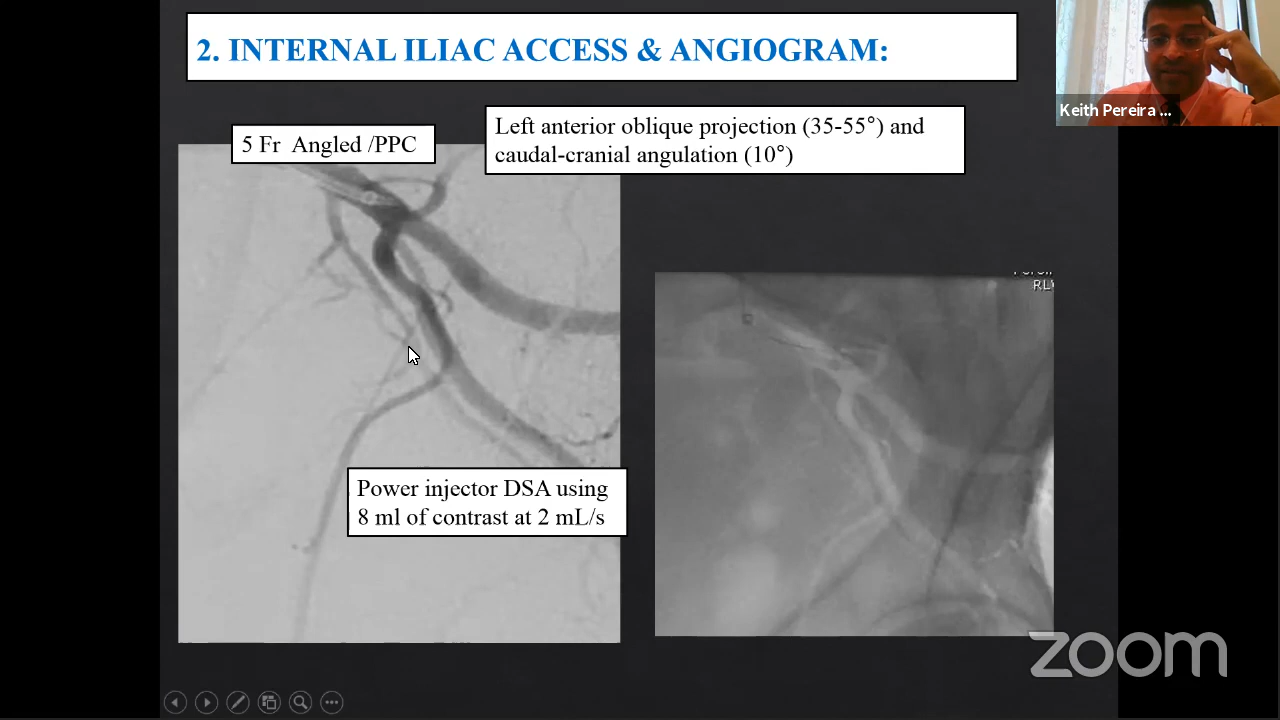 2. INTERNAL ILIAC ACCESS & ANGIOGRAM:
Keith Pereira ...
5 Fr Angled /PPC
Left anterior oblique projection (35-55°) and
caudal-cranial angulation (10°)
Power injector DSA using
8 ml of contrast at 2 mL/s
zoom